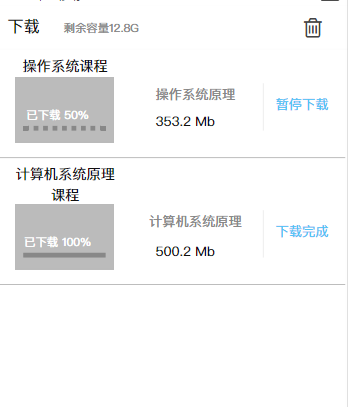 下载 剩余容量12.8G
操作系统课程
已下载 50%
操作系统原理
353.2 Mb
暂停下载
计算机系统原理
课程
已下载 100%
计算机系统原理
500.2 Mb
下载完成